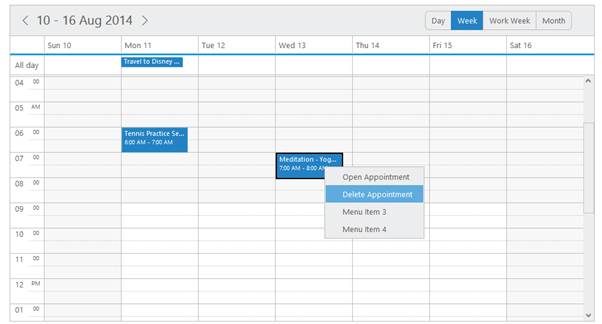 10 - 16 Aug 2014
Day Week Work Week Month
Sun 10 Mon 11 Tue 12 Wed 13 Thu 14 Fri 15 Sat 16
All day Travel to Disney ...
04 00
05 AM
06 00 Tennis Practice Se...
6:00 AM - 7:00 AM
07 00 Meditation - Yog...
7:00 AM - 8:00 AM
Open Appointment
08 00
Delete Appointment
09 00 Menu Item 3
10 00 Menu Item 4
11 00
12 PM
01 00